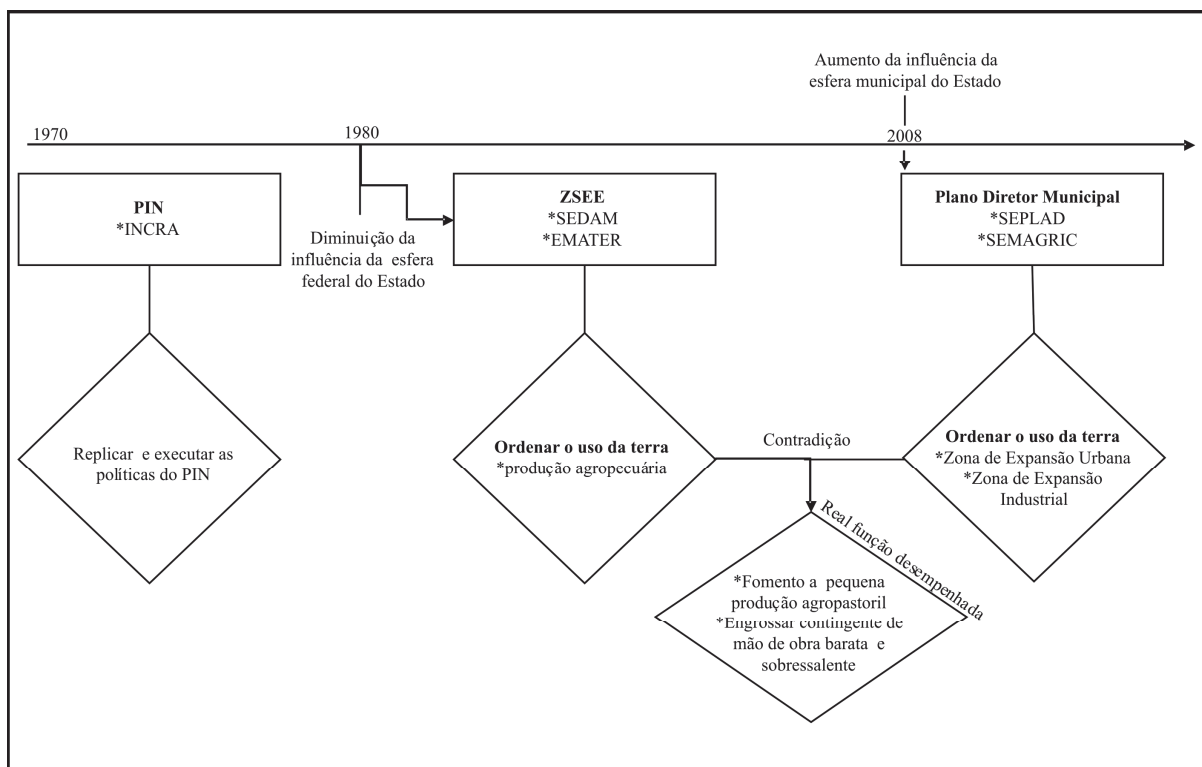 Aumento da influência da
esfera municipal do Estado
1970
1980
2008
PIN
*INCRA
Diminuição da
influência da esfera
federal do Estado
ZSEE
*SEDAM
*EMATER
Plano Diretor Municipal
*SEPLAD
*SEMAGRIC
Replicar e executar as
políticas do PIN
Ordenar o uso da terra
*produção agropecuária
Contradição
Ordenar o uso da terra
*Zona de Expansão Urbana
*Zona de Expansão
Industrial
Real função desempenhada
*Fomento a pequena
produção agropastoril
*Engrossar contingente de
mão de obra barata e
sobressalente